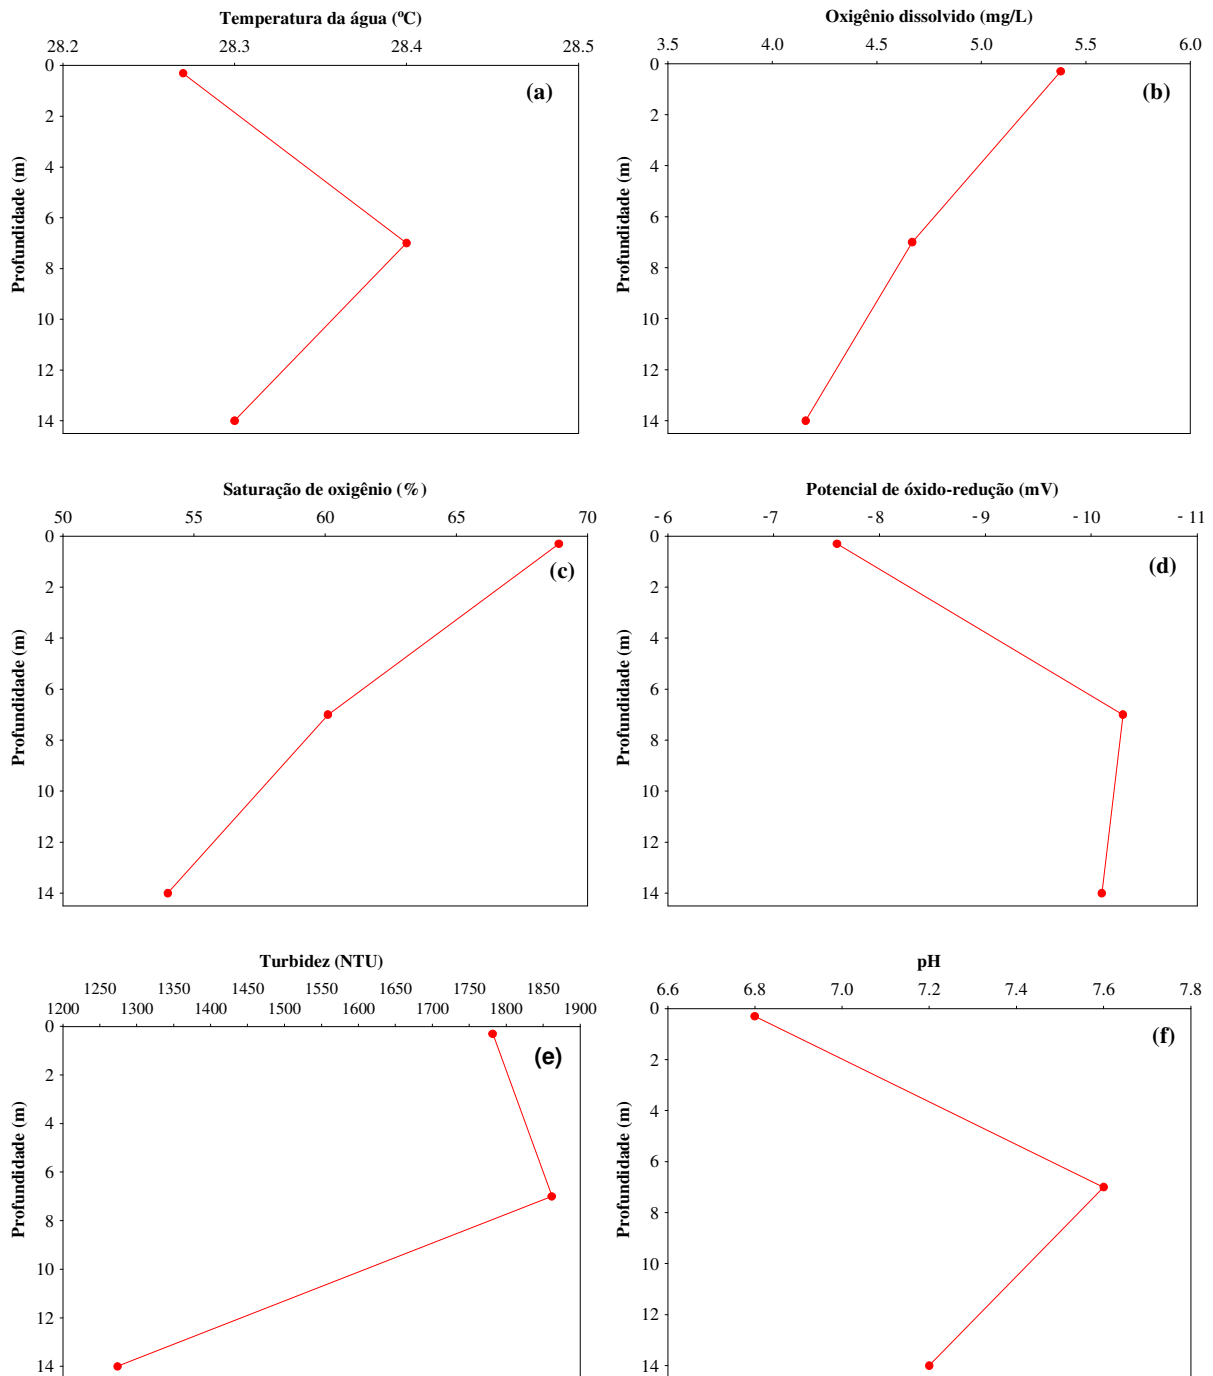 Temperatura da água (ºC)
28.2 28.3 28.4 28.5
0
2
4
6
8
10
12
14
Profundidade (m)
(a)
Oxigênio dissolvido (mg/L)
3.5 4.0 4.5 5.0 5.5 6.0
0
2
4
6
8
10
12
14
Profundidade (m)
(b)
Saturação de oxigênio (%)
50 55 60 65 70
0
2
4
6
8
10
12
14
Profundidade (m)
(c)
Potencial de óxido-redução (mV)
-6 -7 -8 -9 -10 -11
0
2
4
6
8
10
12
14
Profundidade (m)
(d)
Turbidez (NTU)
1250 1350 1450 1550 1650 1750 1850
1200 1300 1400 1500 1600 1700 1800 1900
0
2
4
6
8
10
12
14
Profundidade (m)
(e)
pH
6.6 6.8 7.0 7.2 7.4 7.6 7.8
0
2
4
6
8
10
12
14
Profundidade (m)
(f)